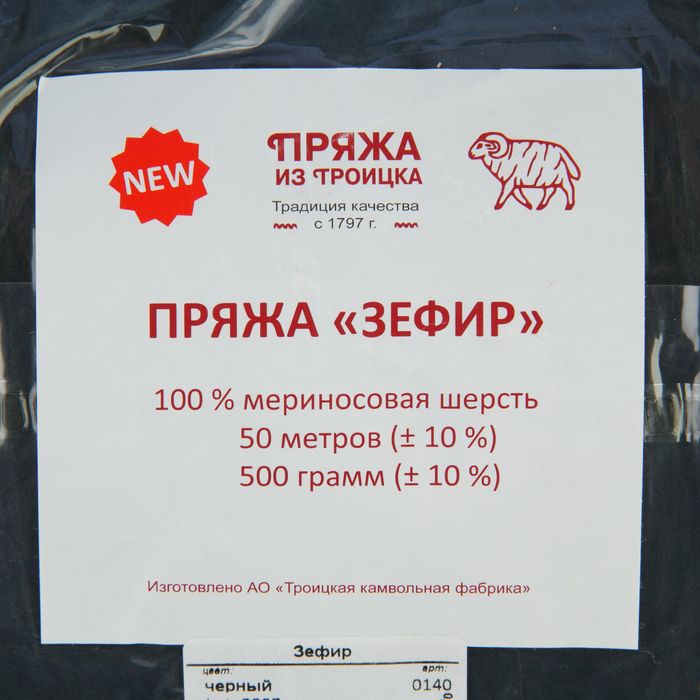 NEW
ПРЯЖА
ИЗ ТРОИЦКА
Традиция качества
с 1797 г.
ПРЯЖА «ЗЕФИР»
100 % мериносовая шерсть
50 метров (± 10 %)
500 грамм (± 10 %)
Изготовлено АО «Троицкая камвольная фабрика»
Зефир
цвет: арт:
черный 0140